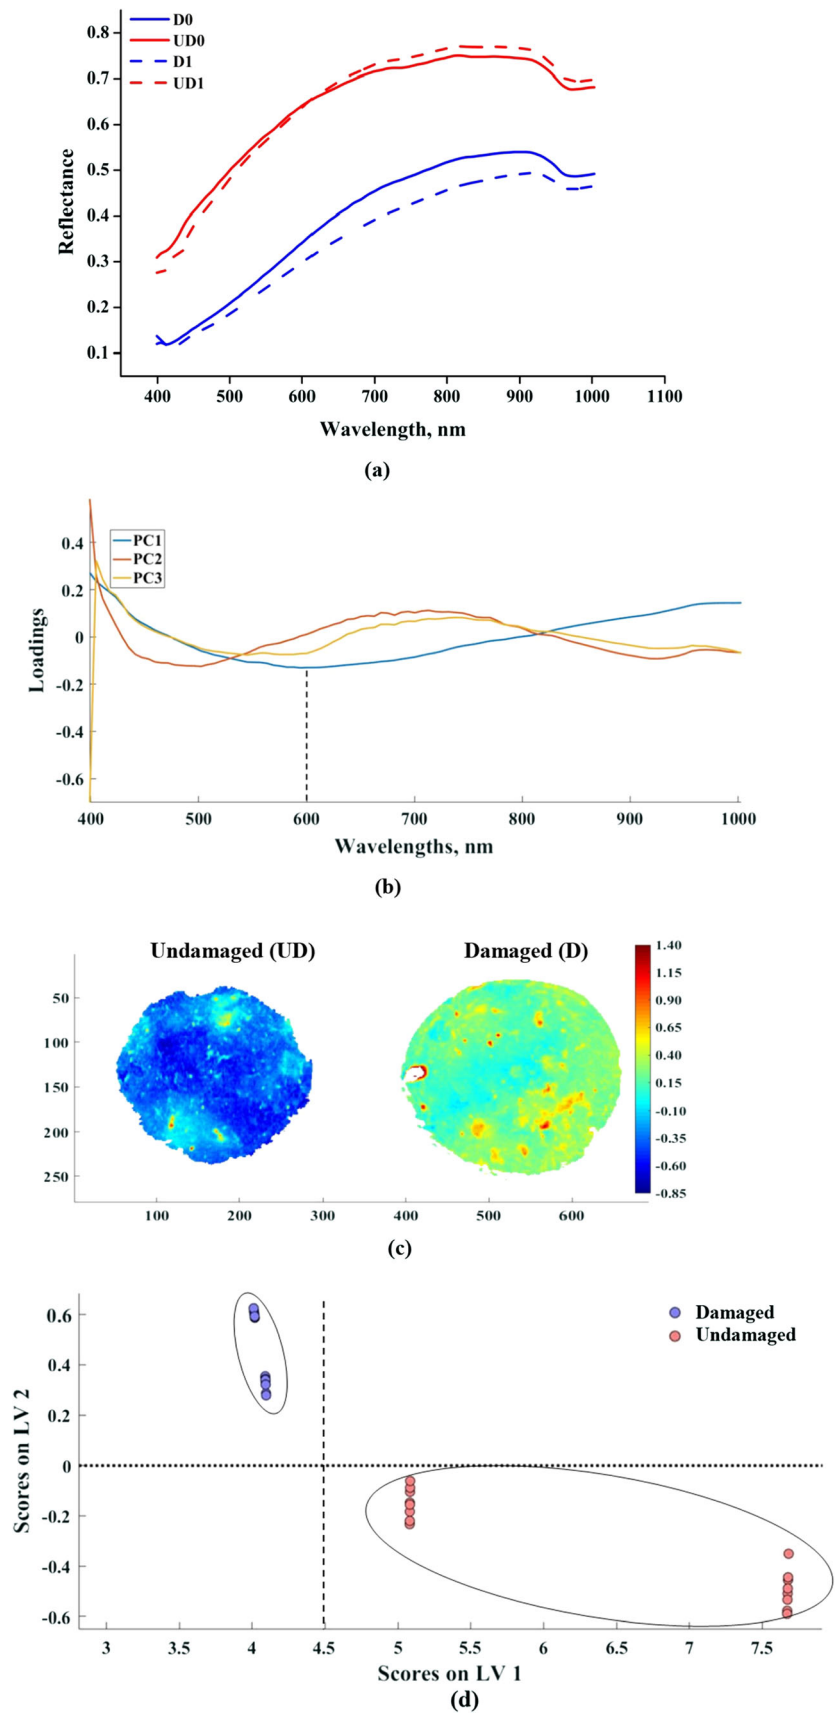 D0
UD0
D1
UD1
0.8
0.7
0.6
0.5
0.4
0.3
0.2
0.1
Reflectance
400 500 600 700 800 900 1000 1100
Wavelength, nm
(a)
PC1
PC2
PC3
0.4
0.2
0
-0.2
-0.4
-0.6
Loadings
400 500 600 700 800 900 1000
Wavelengths, nm
(b)
Undamaged (UD) Damaged (D)
50
100
150
200
250
1.40
1.15
0.90
0.65
0.40
0.15
-0.10
-0.35
-0.60
-0.85
100 200 300 400 500 600
(c)
Damaged
Undamaged
0.6
0.4
0.2
0
-0.2
-0.4
-0.6
Scores on LV 2
3 3.5 4 4.5 5 5.5 6 6.5 7 7.5
Scores on LV 1
(d)